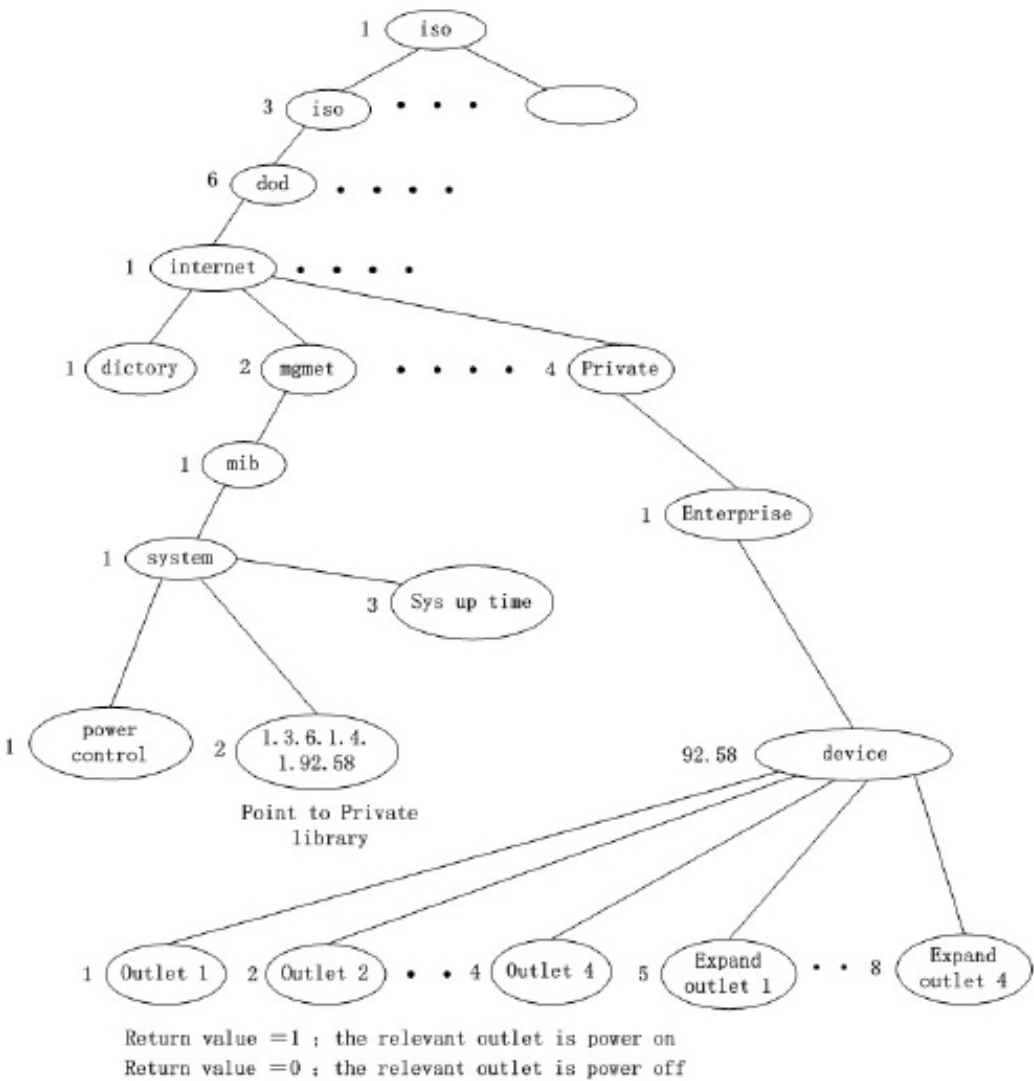 1 iso
3 iso
6 dod
1 internet
1 dictory 2 mgmet 4 Private
1 mib
1 Enterprise
1 system
3 Sys up time
1 power
control
2 1.3.6.1.4.
1.92.58
92.58 device
Point to Private
library
1 Outlet 1 2 Outlet 2 4 Outlet 4 5 Expand
outlet 1 8 Expand
outlet 4
Return value =1 ; the relevant outlet is power on
Return value =0 ; the relevant outlet is power off